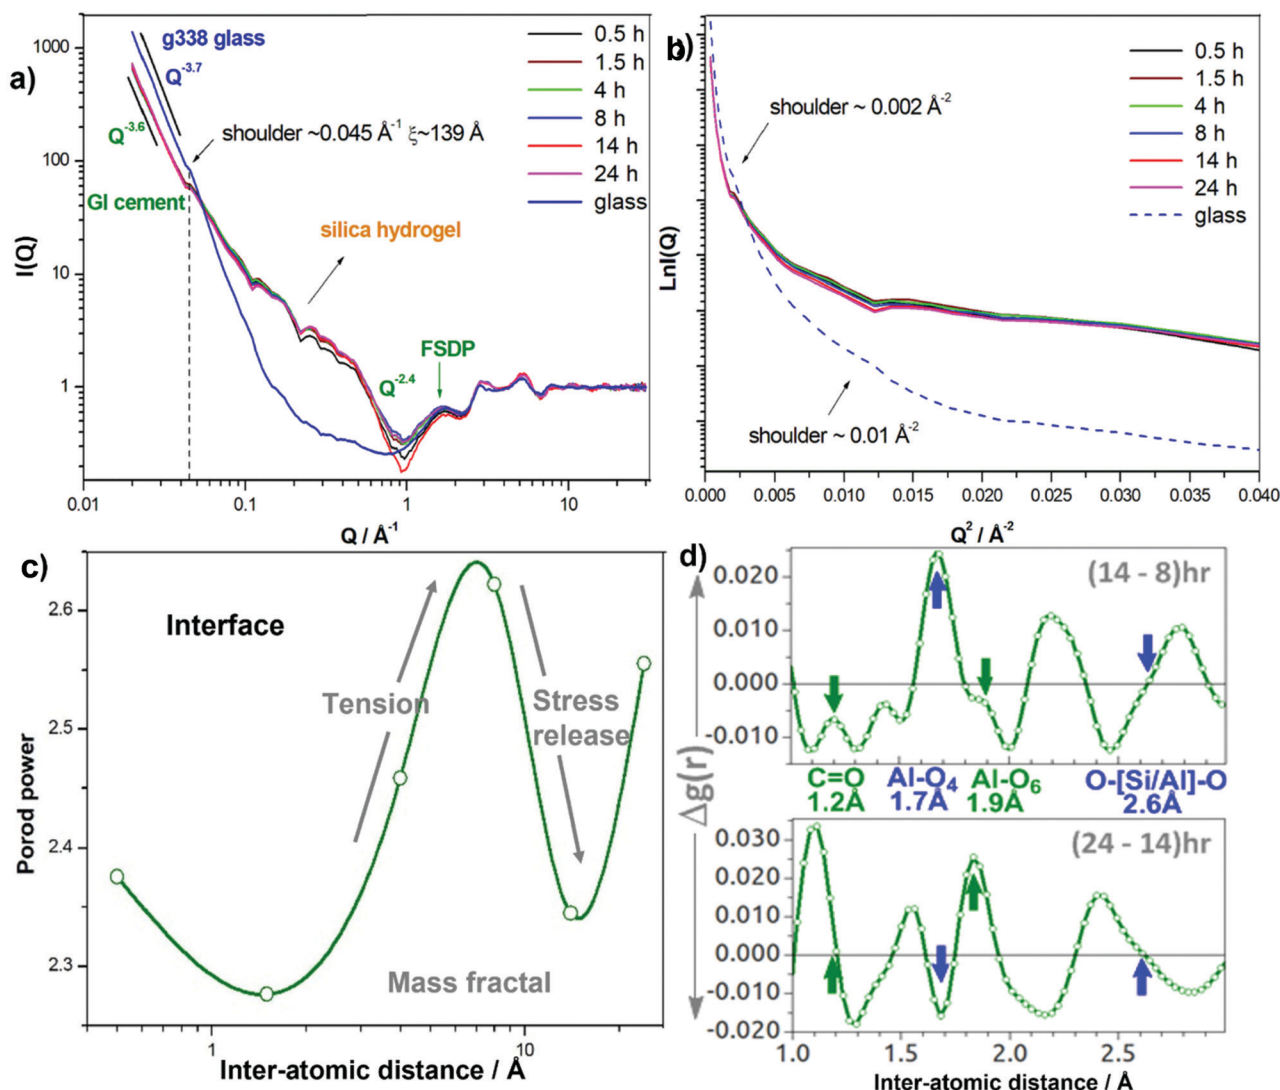 a)
1000
100
10
1
I(Q)
g338 glass
Q-3.7
Q-3.6
GI cement
shoulder ~0.045 Å-1 ξ~139 Å
silica hydrogel
Q-2.4
FSDP
0.5 h
1.5 h
4 h
8 h
14 h
24 h
glass
0.01 0.1 1 10
Q / Å-1
b)
LnI(Q)
shoulder ~ 0.002 Å-2
shoulder ~ 0.01 Å-2
0.5 h
1.5 h
4 h
8 h
14 h
24 h
glass
0.000 0.005 0.010 0.015 0.020 0.025 0.030 0.035 0.040
Q2 / Å-2
c)
2.6
2.5
2.4
2.3
Porod power
Interface
Tension
Stress
release
Mass fractal
1 10
Inter-atomic distance / Å
d)
Δg(r)
0.020
0.010
0.000
-0.010
(14 - 8)hr
C=O Al-O4 Al-O6 O-[Si/Al]-O
1.2Å 1.7Å 1.9Å 2.6Å
0.030
0.020
0.010
0.000
-0.010
-0.020
(24 - 14)hr
1.0 1.5 2.0 2.5
Inter-atomic distance / Å